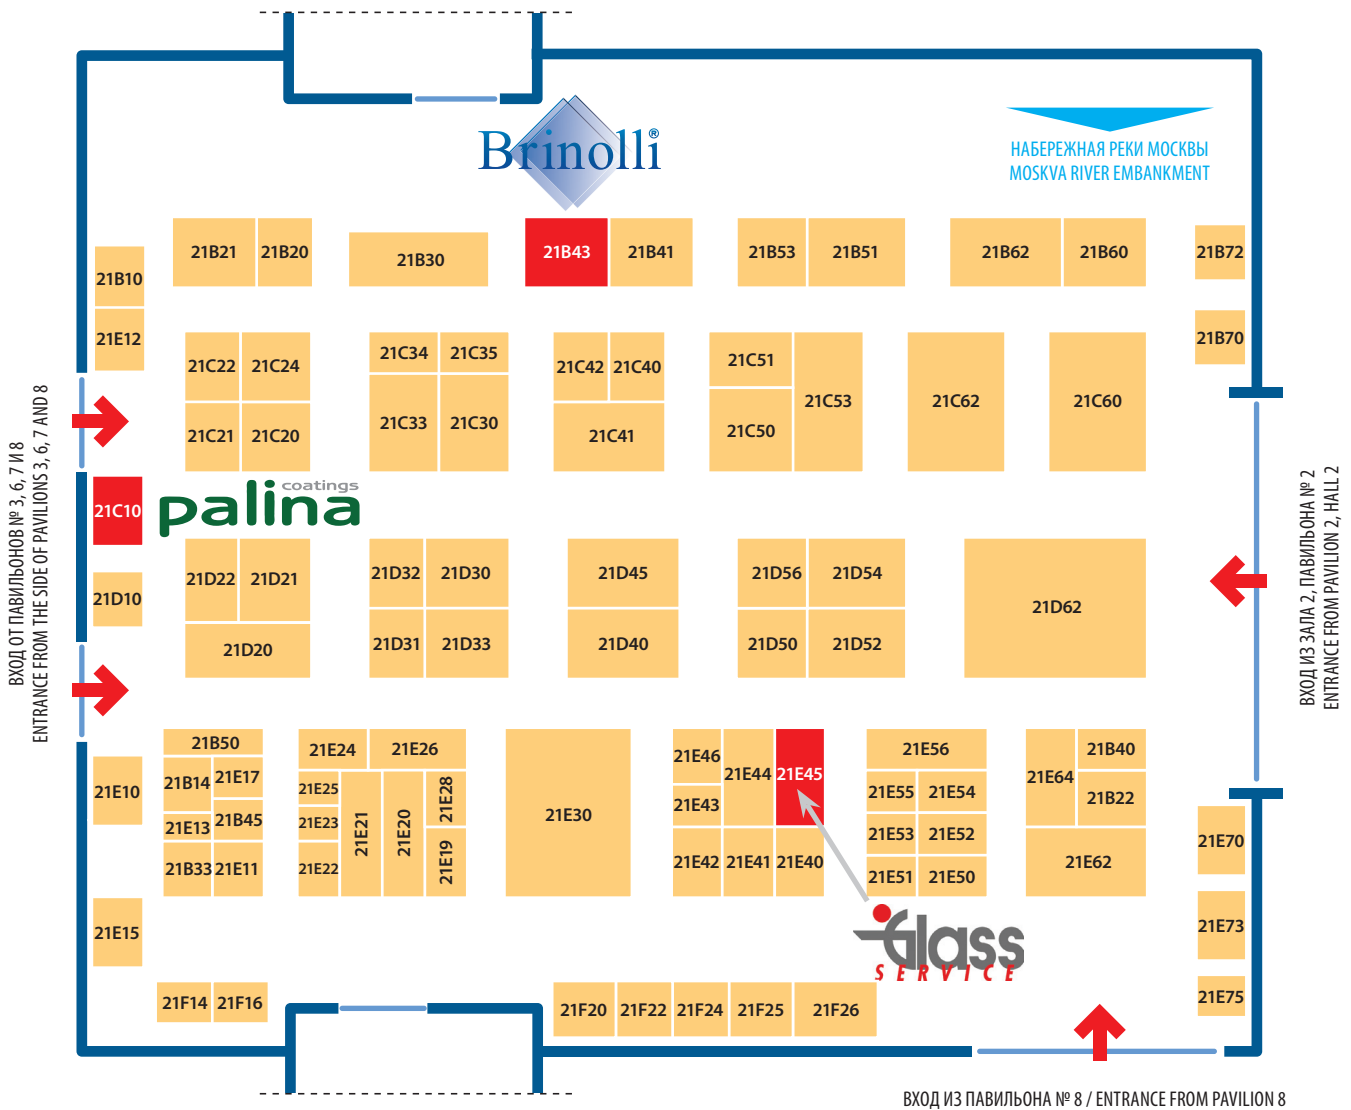 Brinolli®
НАБЕРЕЖНАЯ РЕКИ МОСКВЫ
MOSKVA RIVER EMBANKMENT
21B10
21E12
21B21 21B20
21B30
21B43 21B41
21B53 21B51
21B62 21B60
21B72
21B70
21C22 21C24
21C21 21C20
21C34 21C35
21C33 21C30
21C42 21C40
21C41
21C51
21C50
21C53
21C62
21C60
ВХОД ОТ ПАВИЛЬОНОВ № 3, 6, 7 И 8
ENTRANCE FROM THE SIDE OF PAVILIONS 3, 6, 7 AND 8
21C10
coatings
palina
21D10
21D22 21D21
21D20
21D32 21D30
21D31 21D33
21D45
21D40
21D56 21D54
21D50 21D52
21D62
ВХОД ИЗ ЗАЛА 2, ПАВИЛЬОНА № 2
ENTRANCE FROM PAVILION 2, HALL 2
21E10
21E15
21B50
21B14 21E17
21E13 21B45
21B33 21E11
21E24 21E26
21E25
21E23
21E22
21E21
21E20
21E28
21E19
21E30
21E46
21E43
21E44
21E45
21E42 21E41 21E40
21E56
21E55 21E54
21E53 21E52
21E51 21E50
21E64
21B40
21B22
21E62
21E70
21E73
21E75
Glass
SERVICE
21F14 21F16
21F20 21F22 21F24 21F25 21F26
ВХОД ИЗ ПАВИЛЬОНА № 8 / ENTRANCE FROM PAVILION 8